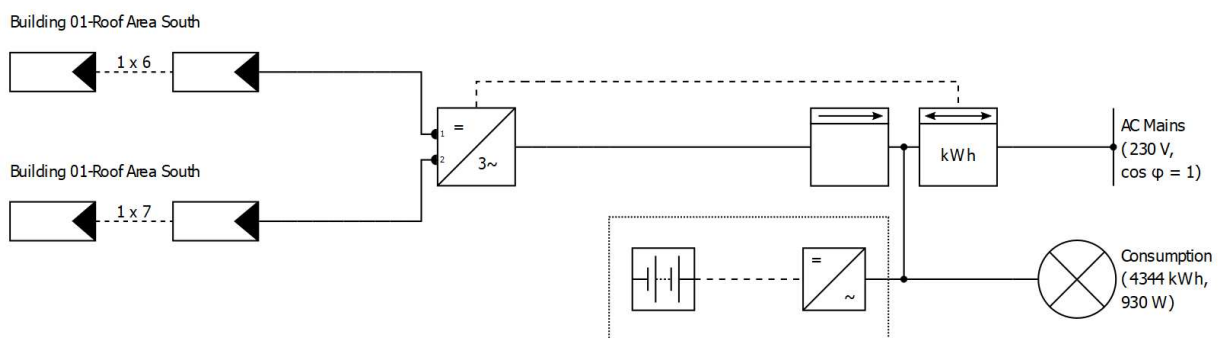 Building 01-Roof Area South
1 x 6
Building 01-Roof Area South
1 x 7
1
2
=
3~
kWh
AC Mains
(230 V,
cos φ = 1)
=
~
Consumption
(4344 kWh,
930 W)